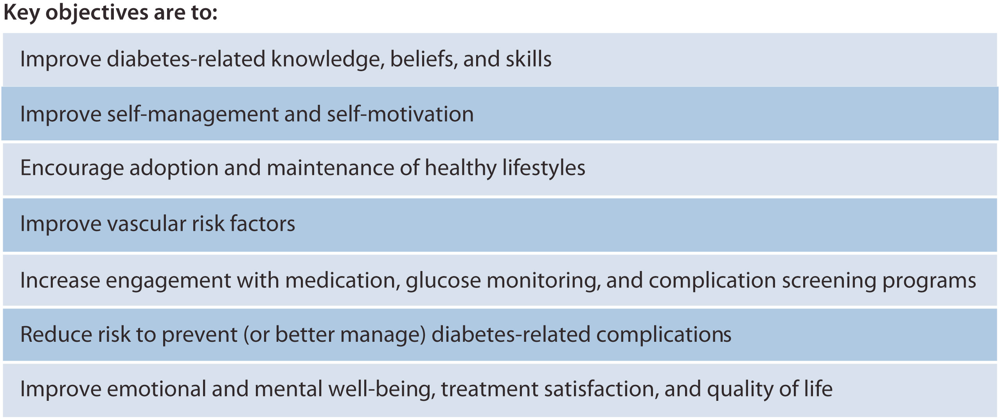 Key objectives are to:
Improve diabetes-related knowledge, beliefs, and skills
Improve self-management and self-motivation
Encourage adoption and maintenance of healthy lifestyles
Improve vascular risk factors
Increase engagement with medication, glucose monitoring, and complication screening programs
Reduce risk to prevent (or better manage) diabetes-related complications
Improve emotional and mental well-being, treatment satisfaction, and quality of life